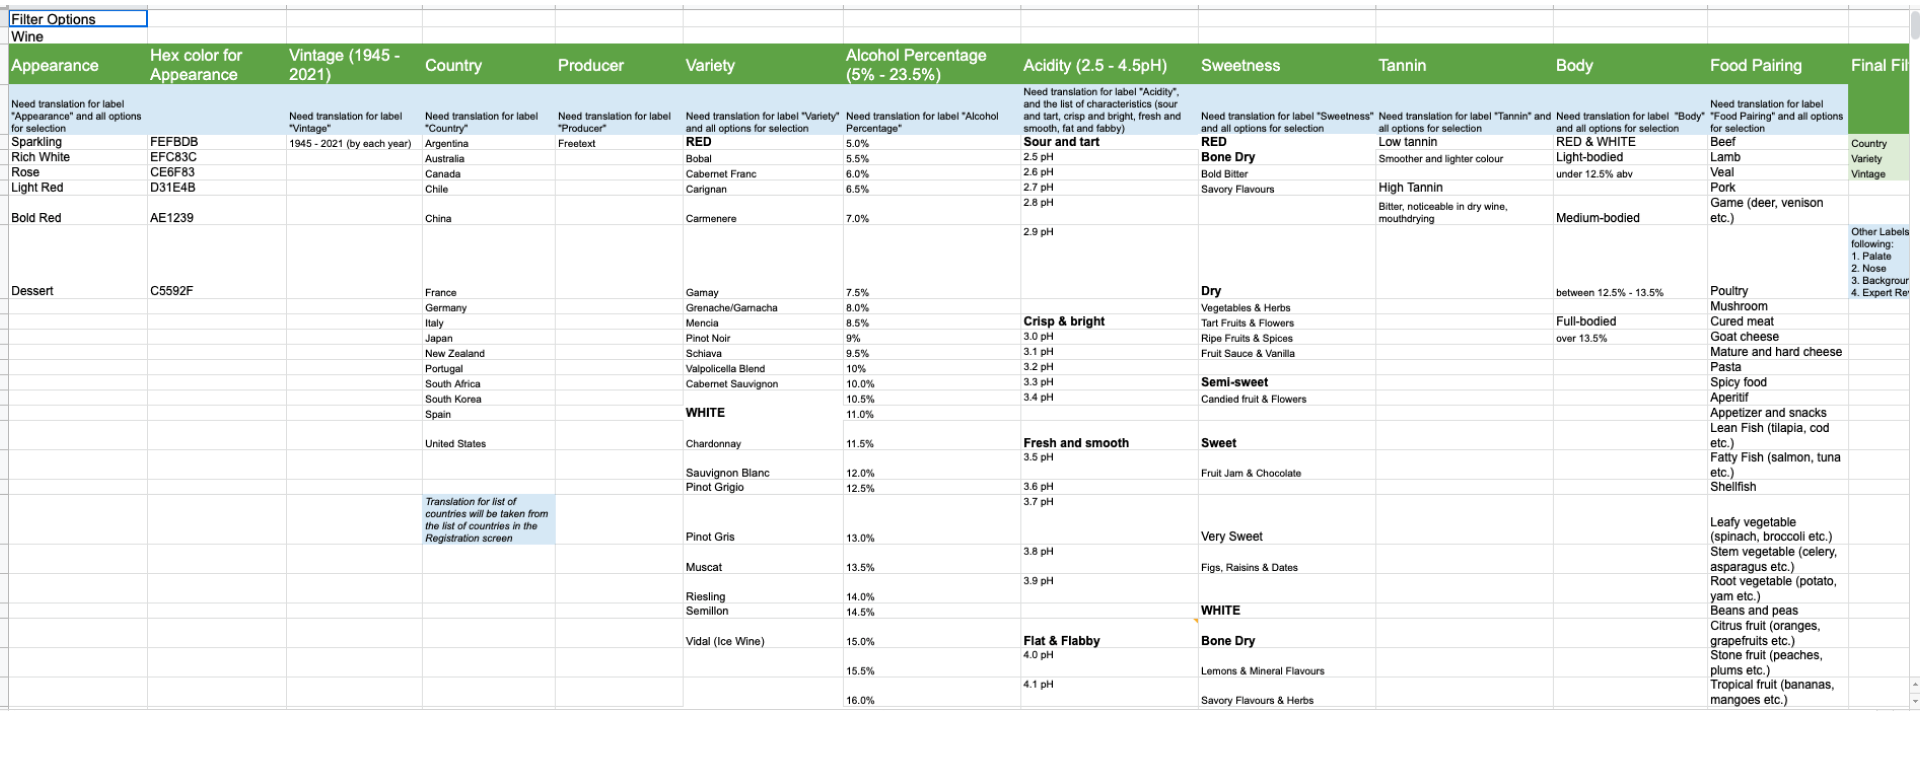 Filter Options
Wine
Appearance
Hex color for
Appearance
Vintage (1945 -
2021)
Country
Producer
Variety
Alcohol Percentage
(5% - 23.5%)
Acidity (2.5 - 4.5pH)
Sweetness
Tannin
Body
Food Pairing
Final Fil
Need translation for label
"Appearance" and all options
for selection
Need translation for label
"Vintage"
Need translation for label
"Country"
Need translation for label
"Producer"
Need translation for label "Variety"
and all options for selection
Need translation for label "Alcohol
Percentage"
Need translation for label "Acidity",
and the list of characteristics (sour
and tart, crisp and bright, fresh and
smooth, fat and fabby)
Need translation for label "Sweetness"
and all options for selection
Need translation for label "Tannin" and
all options for selection
Need translation for label "Body"
and all options for selection
Need translation for label
"Food Pairing" and all options
for selection
Sparkling FEFBDB 1945 - 2021 (by each year) Argentina Freetext RED 5.0% Sour and tart RED Low tannin RED & WHITE Beef Country
Rich White EFC83C Australia Bobal 5.5% 2.5 pH Bone Dry Smoother and lighter colour Light-bodied Lamb Variety
Rose CE6F83 Canada Cabernet Franc 6.0% 2.6 pH Bold Bitter under 12.5% abv Veal Vintage
Light Red D31E4B Chile Carignan 6.5% 2.7 pH Savory Flavours High Tannin Pork
Bold Red AE1239 China Carmenere 7.0% 2.8 pH
Bitter, noticeable in dry wine,
mouthdrying
Medium-bodied
Game (deer, venison
etc.)
2.9 pH
Other Labels
following:
1. Palate
2. Nose
3. Backgrour
4. Expert Re
Dessert C5592F France Gamay 7.5% Dry between 12.5% - 13.5% Poultry
Germany Grenache/Garnacha 8.0% Vegetables & Herbs Mushroom
Italy Mencia 8.5% Crisp & bright Tart Fruits & Flowers Full-bodied Cured meat
Japan Pinot Noir 9% 3.0 pH Ripe Fruits & Spices over 13.5% Goat cheese
New Zealand Schiava 9.5% 3.1 pH Fruit Sauce & Vanilla Mature and hard cheese
Portugal Valpolicella Blend 10% 3.2 pH Pasta
South Africa Cabernet Sauvignon 10.0% 3.3 pH Semi-sweet Spicy food
South Korea 10.5% 3.4 pH Candied fruit & Flowers Aperitif
Spain WHITE 11.0% Appetizer and snacks
United States Chardonnay 11.5% Fresh and smooth Sweet
Lean Fish (tilapia, cod
etc.)
Sauvignon Blanc 12.0% 3.5 pH Fruit Jam & Chocolate
Fatty Fish (salmon, tuna
etc.)
Pinot Grigio 12.5% 3.6 pH Shellfish
Translation for list of
countries will be taken from
the list of countries in the
Registration screen
Pinot Gris 13.0% 3.7 pH Very Sweet
Leafy vegetable
(spinach, broccoli etc.)
Muscat 13.5% 3.8 pH Figs, Raisins & Dates
Stem vegetable (celery,
asparagus etc.)
Riesling 14.0% 3.9 pH
Root vegetable (potato,
yam etc.)
Semillon 14.5% WHITE Beans and peas
Vidal (Ice Wine) 15.0% Flat & Flabby Bone Dry
Citrus fruit (oranges,
grapefruits etc.)
15.5% 4.0 pH Lemons & Mineral Flavours
Stone fruit (peaches,
plums etc.)
16.0% 4.1 pH Savory Flavours & Herbs
Tropical fruit (bananas,
mangoes etc.)